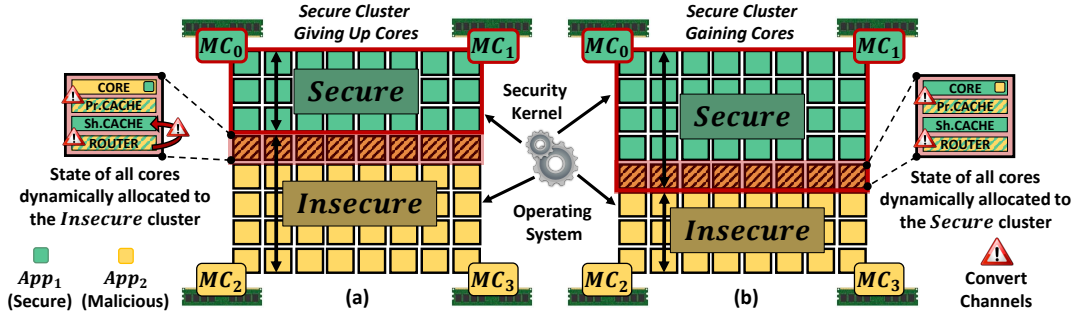 Secure Cluster
Giving Up Cores
Secure Cluster
Gaining Cores
MC0
MC1
MC0
MC1
CORE
Pr.CACHE
Sh.CACHE
ROUTER
Secure
Security
Kernel
Secure
CORE
Pr.CACHE
Sh.CACHE
ROUTER
State of all cores
dynamically allocated to
the Insecure cluster
Insecure
Operating
System
Insecure
State of all cores
dynamically allocated to
the Secure cluster
App1
(Secure)
App2
(Malicious)
MC2
(a)
MC3
MC2
(b)
MC3
Convert
Channels